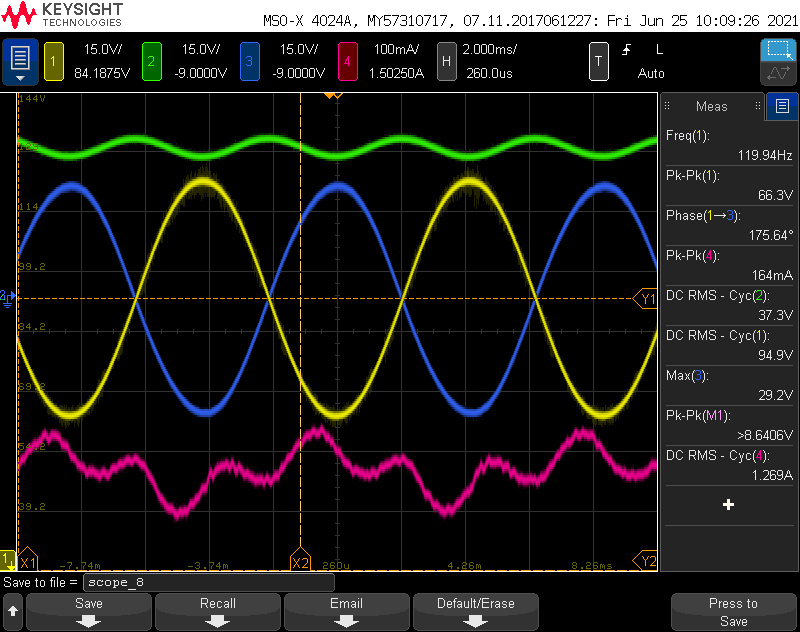 KEYSIGHT
TECHNOLOGIES
MSO-X 4024A, MY57310717, 07.11.2017061227: Fri Jun 25 10:09:26 2021
1 15.0V/ 84.1875V
2 15.0V/ -9.0000V
3 15.0V/ -9.0000V
4 100mA/ 1.50250A
H 2.000ms/ 260.0us
T L Auto
144V
129
114
99.2
84.2
69.2
54.2
39.2
Y1
Y2
X1
X2
-7.74m
-3.74m
260u
4.26m
8.26ms
Meas
Freq(1):
119.94Hz
Pk-Pk(1):
66.3V
Phase(1→3):
175.64°
Pk-Pk(4):
164mA
DC RMS - Cyc(2):
37.3V
DC RMS - Cyc(1):
94.9V
Max(3):
29.2V
Pk-Pk(M1):
>8.6406V
DC RMS - Cyc(4):
1.269A
Save to file = scope_8
Save
Recall
Email
Default/Erase
Press to
Save